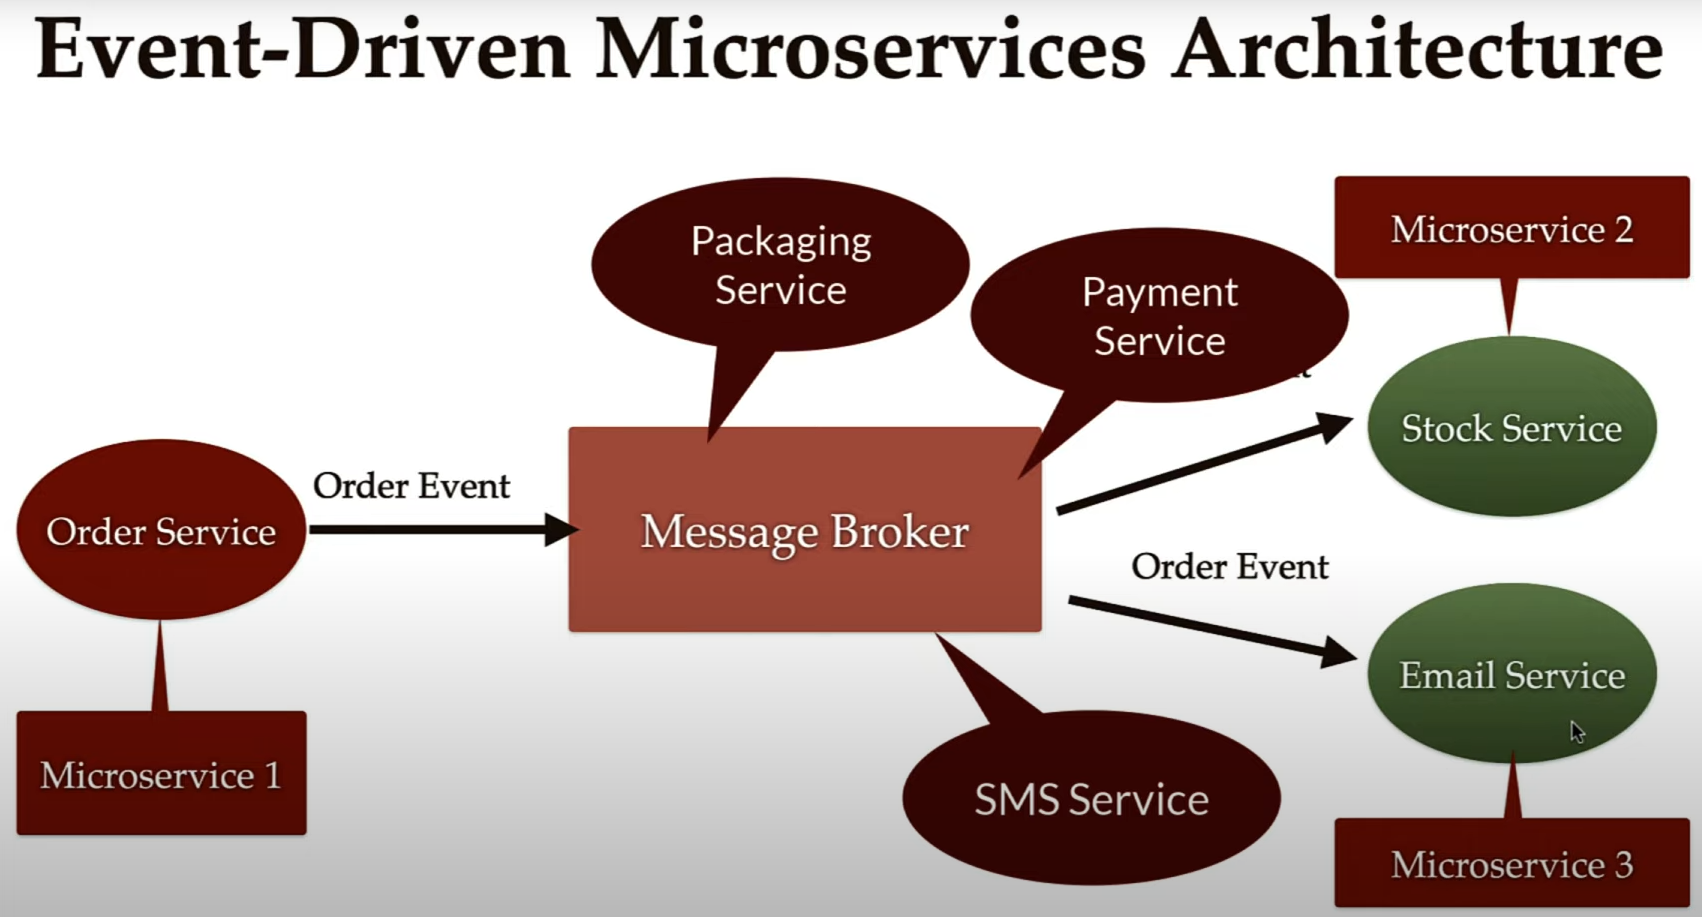 Event-Driven Microservices Architecture
Packaging
Service
Payment
Service
Microservice 2
Stock Service
Order Event
Order Service
Message Broker
Order Event
Email Service
Microservice 1
SMS Service
Microservice 3